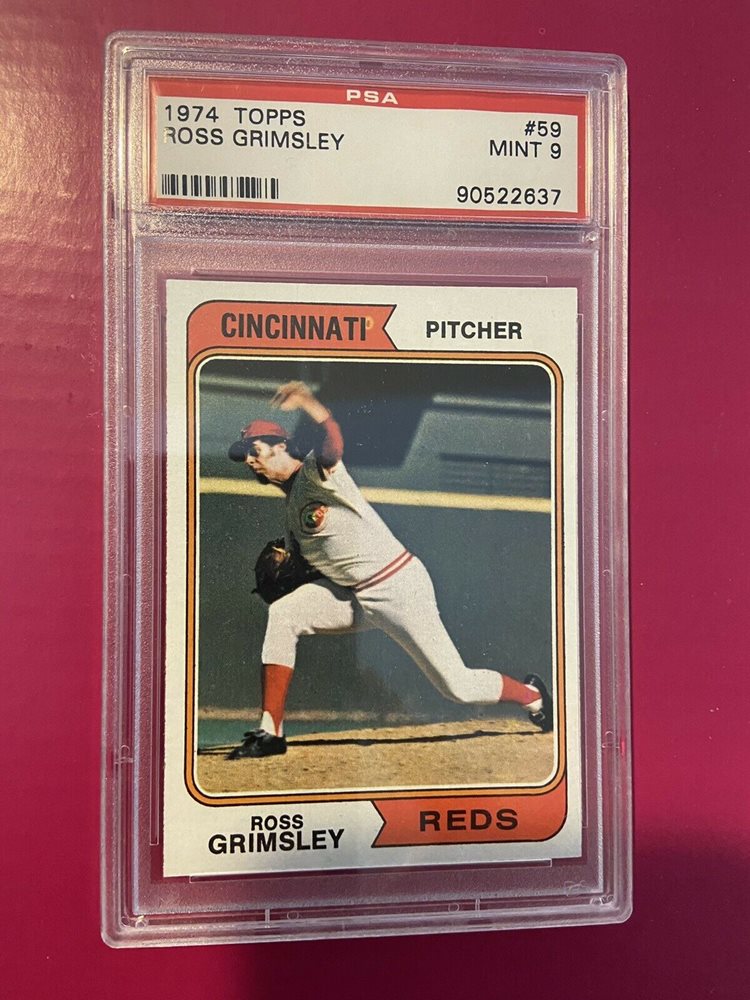 PSA
1974 TOPPS #59
ROSS GRIMSLEY MINT 9
90522637
CINCINNATI PITCHER
ROSS
GRIMSLEY REDS